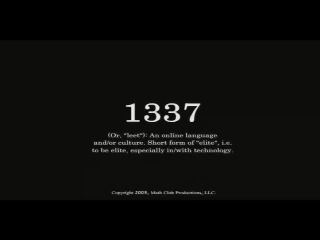 1337
(Or, "leet"): An online language
and/or culture. Short form of "elite", i.e.
to be elite, especially in/with technology.
Copyright 2005, Math Club Productions, LLC.